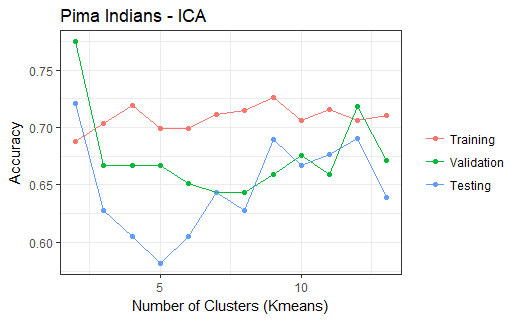 Pima Indians - ICA
0.75
0.70
0.65
0.60
Accuracy
5
10
Number of Clusters (Kmeans)
Training
Validation
Testing